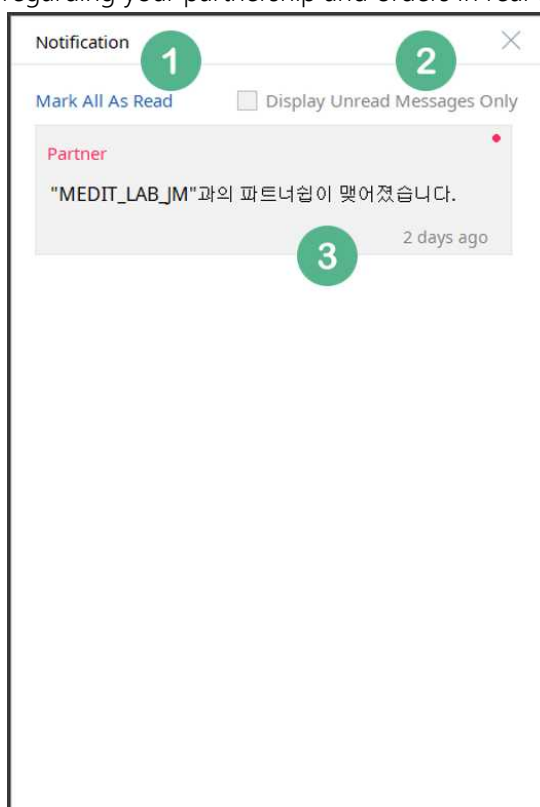 regarding your partnership and orders in real
Notification
1
2
Mark All As Read
Display Unread Messages Only
Partner
"MEDIT_LAB_JM"과의 파트너쉽이 맺어졌습니다.
2 days ago
3